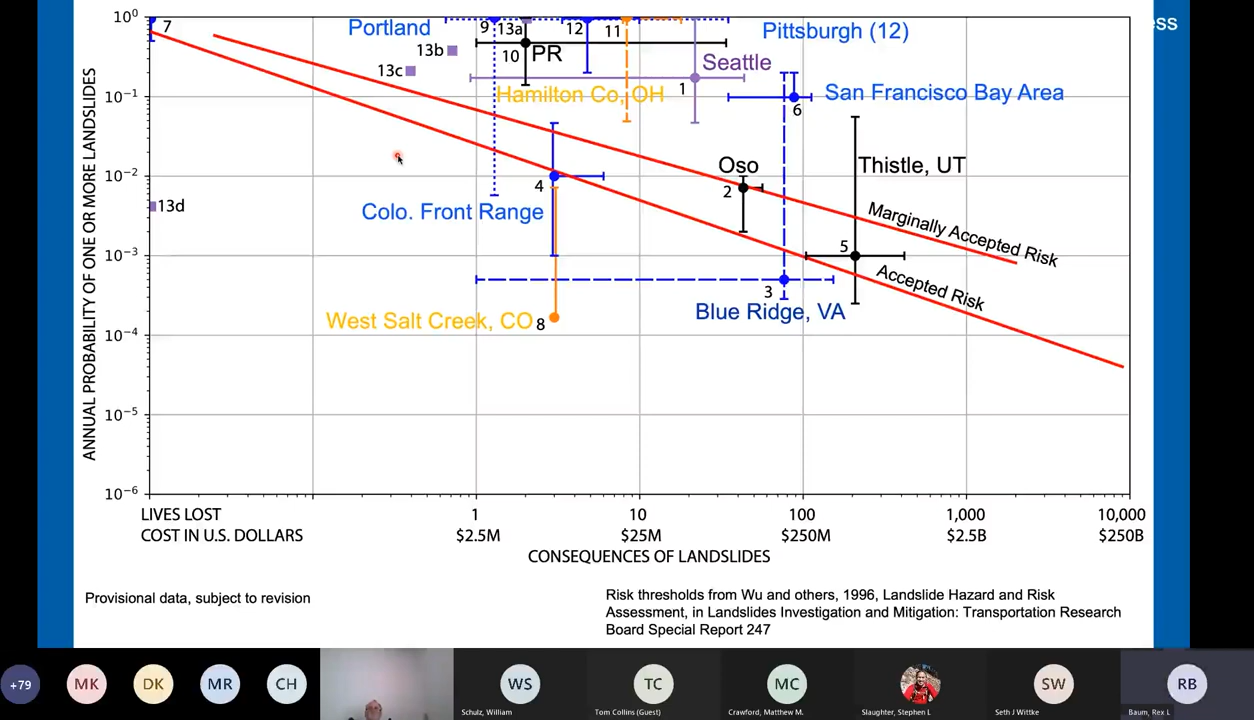 ess
10⁰
10⁻¹
10⁻²
10⁻³
10⁻⁴
10⁻⁵
10⁻⁶
ANNUAL PROBABILITY OF ONE OR MORE LANDSLIDES
7
Portland
9
13a
12
11
Pittsburgh (12)
13b
10
PR
13c
Seattle
1
Hamilton Co, OH
San Francisco Bay Area
6
Oso
Thistle, UT
4
2
13d
Colo. Front Range
Marginally Accepted Risk
5
Accepted Risk
3
Blue Ridge, VA
West Salt Creek, CO
8
LIVES LOST
1
10
100
1,000
10,000
COST IN U.S. DOLLARS
$2.5M
$25M
$250M
$2.5B
$250B
CONSEQUENCES OF LANDSLIDES
Provisional data, subject to revision
Risk thresholds from Wu and others, 1996, Landslide Hazard and Risk
Assessment, in Landslides Investigation and Mitigation: Transportation Research
Board Special Report 247
+79
MK
DK
MR
CH
WS
Schulz, William
TC
Tom Collins (Guest)
MC
Crawford, Matthew M.
Slaughter, Stephen L
SW
Seth J Wittke
RB
Baum, Rex L